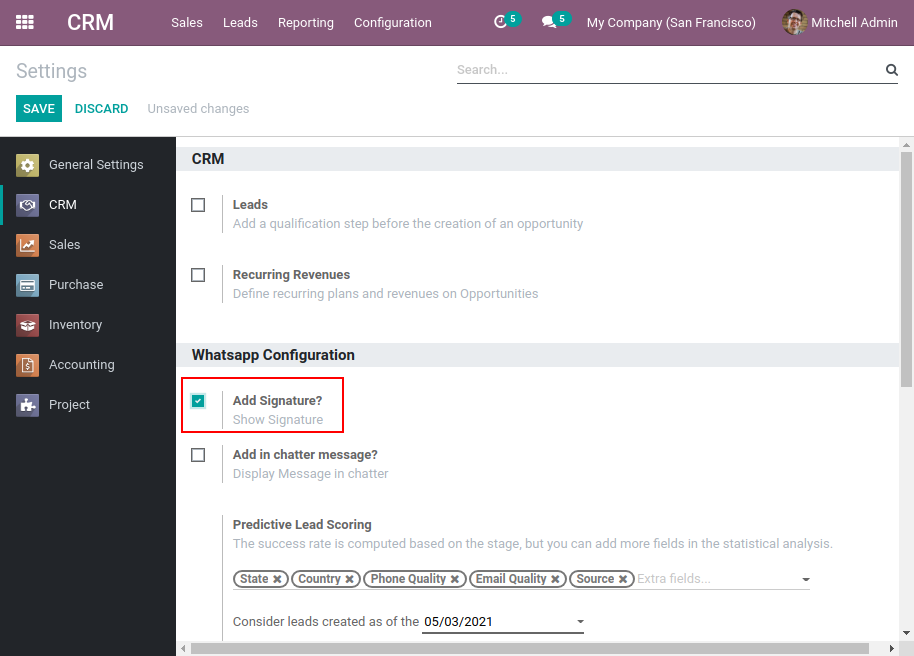 CRM Sales Leads Reporting Configuration 5 5 My Company (San Francisco) Mitchell Admin
Settings
Search...
SAVE DISCARD Unsaved changes
General Settings
CRM
Sales
Purchase
Inventory
Accounting
Project
CRM
Leads
Add a qualification step before the creation of an opportunity
Recurring Revenues
Define recurring plans and revenues on Opportunities
Whatsapp Configuration
Add Signature?
Show Signature
Add in chatter message?
Display Message in chatter
Predictive Lead Scoring
The success rate is computed based on the stage, but you can add more fields in the statistical analysis.
State Country Phone Quality Email Quality Source Extra fields...
Consider leads created as of the 05/03/2021